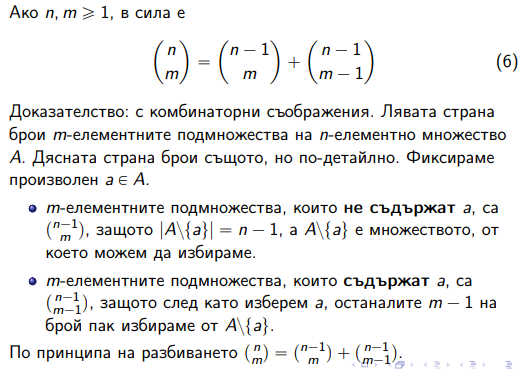 Ако n, m ⩾ 1, в сила е
(n m) = (n − 1 m) + (n − 1 m − 1) (6)
Доказателство: с комбинаторни съображения. Лявата страна
брои m-елементните подмножества на n-елементно множество
A. Дясната страна брои същото, но по-детайлно. Фиксираме
произволен a ∈ A.
m-елементните подмножества, които не съдържат a, са
(n−1 m), защото |A\{a}| = n − 1, а A\{a} е множеството, от
което можем да избираме.
m-елементните подмножества, които съдържат a, са
(n−1 m−1), защото след като изберем a, останалите m − 1 на
брой пак избираме от A\{a}.
По принципа на разбиването (n m) = (n−1 m) + (n−1 m−1).